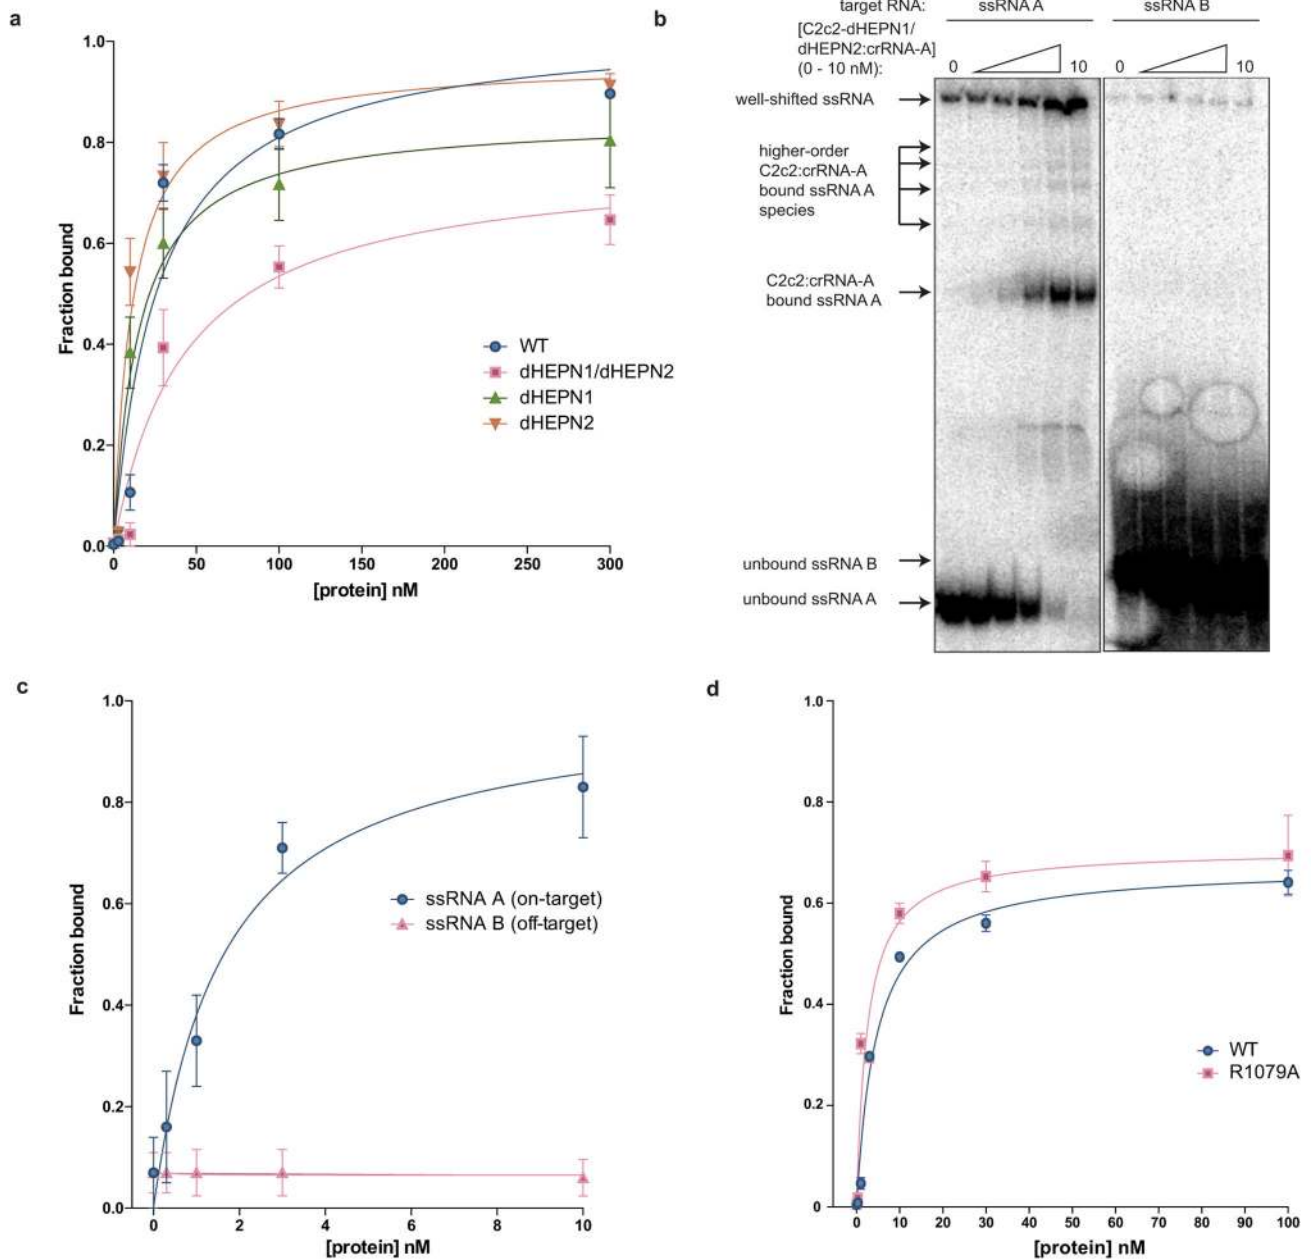 a
1.0
0.8
0.6
0.4
0.2
0.0
Fraction bound
0
50
100
150
200
250
300
[protein] nM
WT
dHEPN1/dHEPN2
dHEPN1
dHEPN2
b
target RNA:
ssRNA A
ssRNA B
[C2c2-dHEPN1/
dHEPN2:crRNA-A]
(0 - 10 nM):
0
10
0
10
well-shifted ssRNA
higher-order
C2c2:crRNA-A
bound ssRNA A
species
C2c2:crRNA-A
bound ssRNA A
unbound ssRNA B
unbound ssRNA A
c
1.0
0.8
0.6
0.4
0.2
0.0
Fraction bound
0
2
4
6
8
10
[protein] nM
ssRNA A (on-target)
ssRNA B (off-target)
d
1.0
0.8
0.6
0.4
0.2
0
Fraction bound
0
10
20
30
40
50
60
70
80
90
100
[protein] nM
WT
R1079A